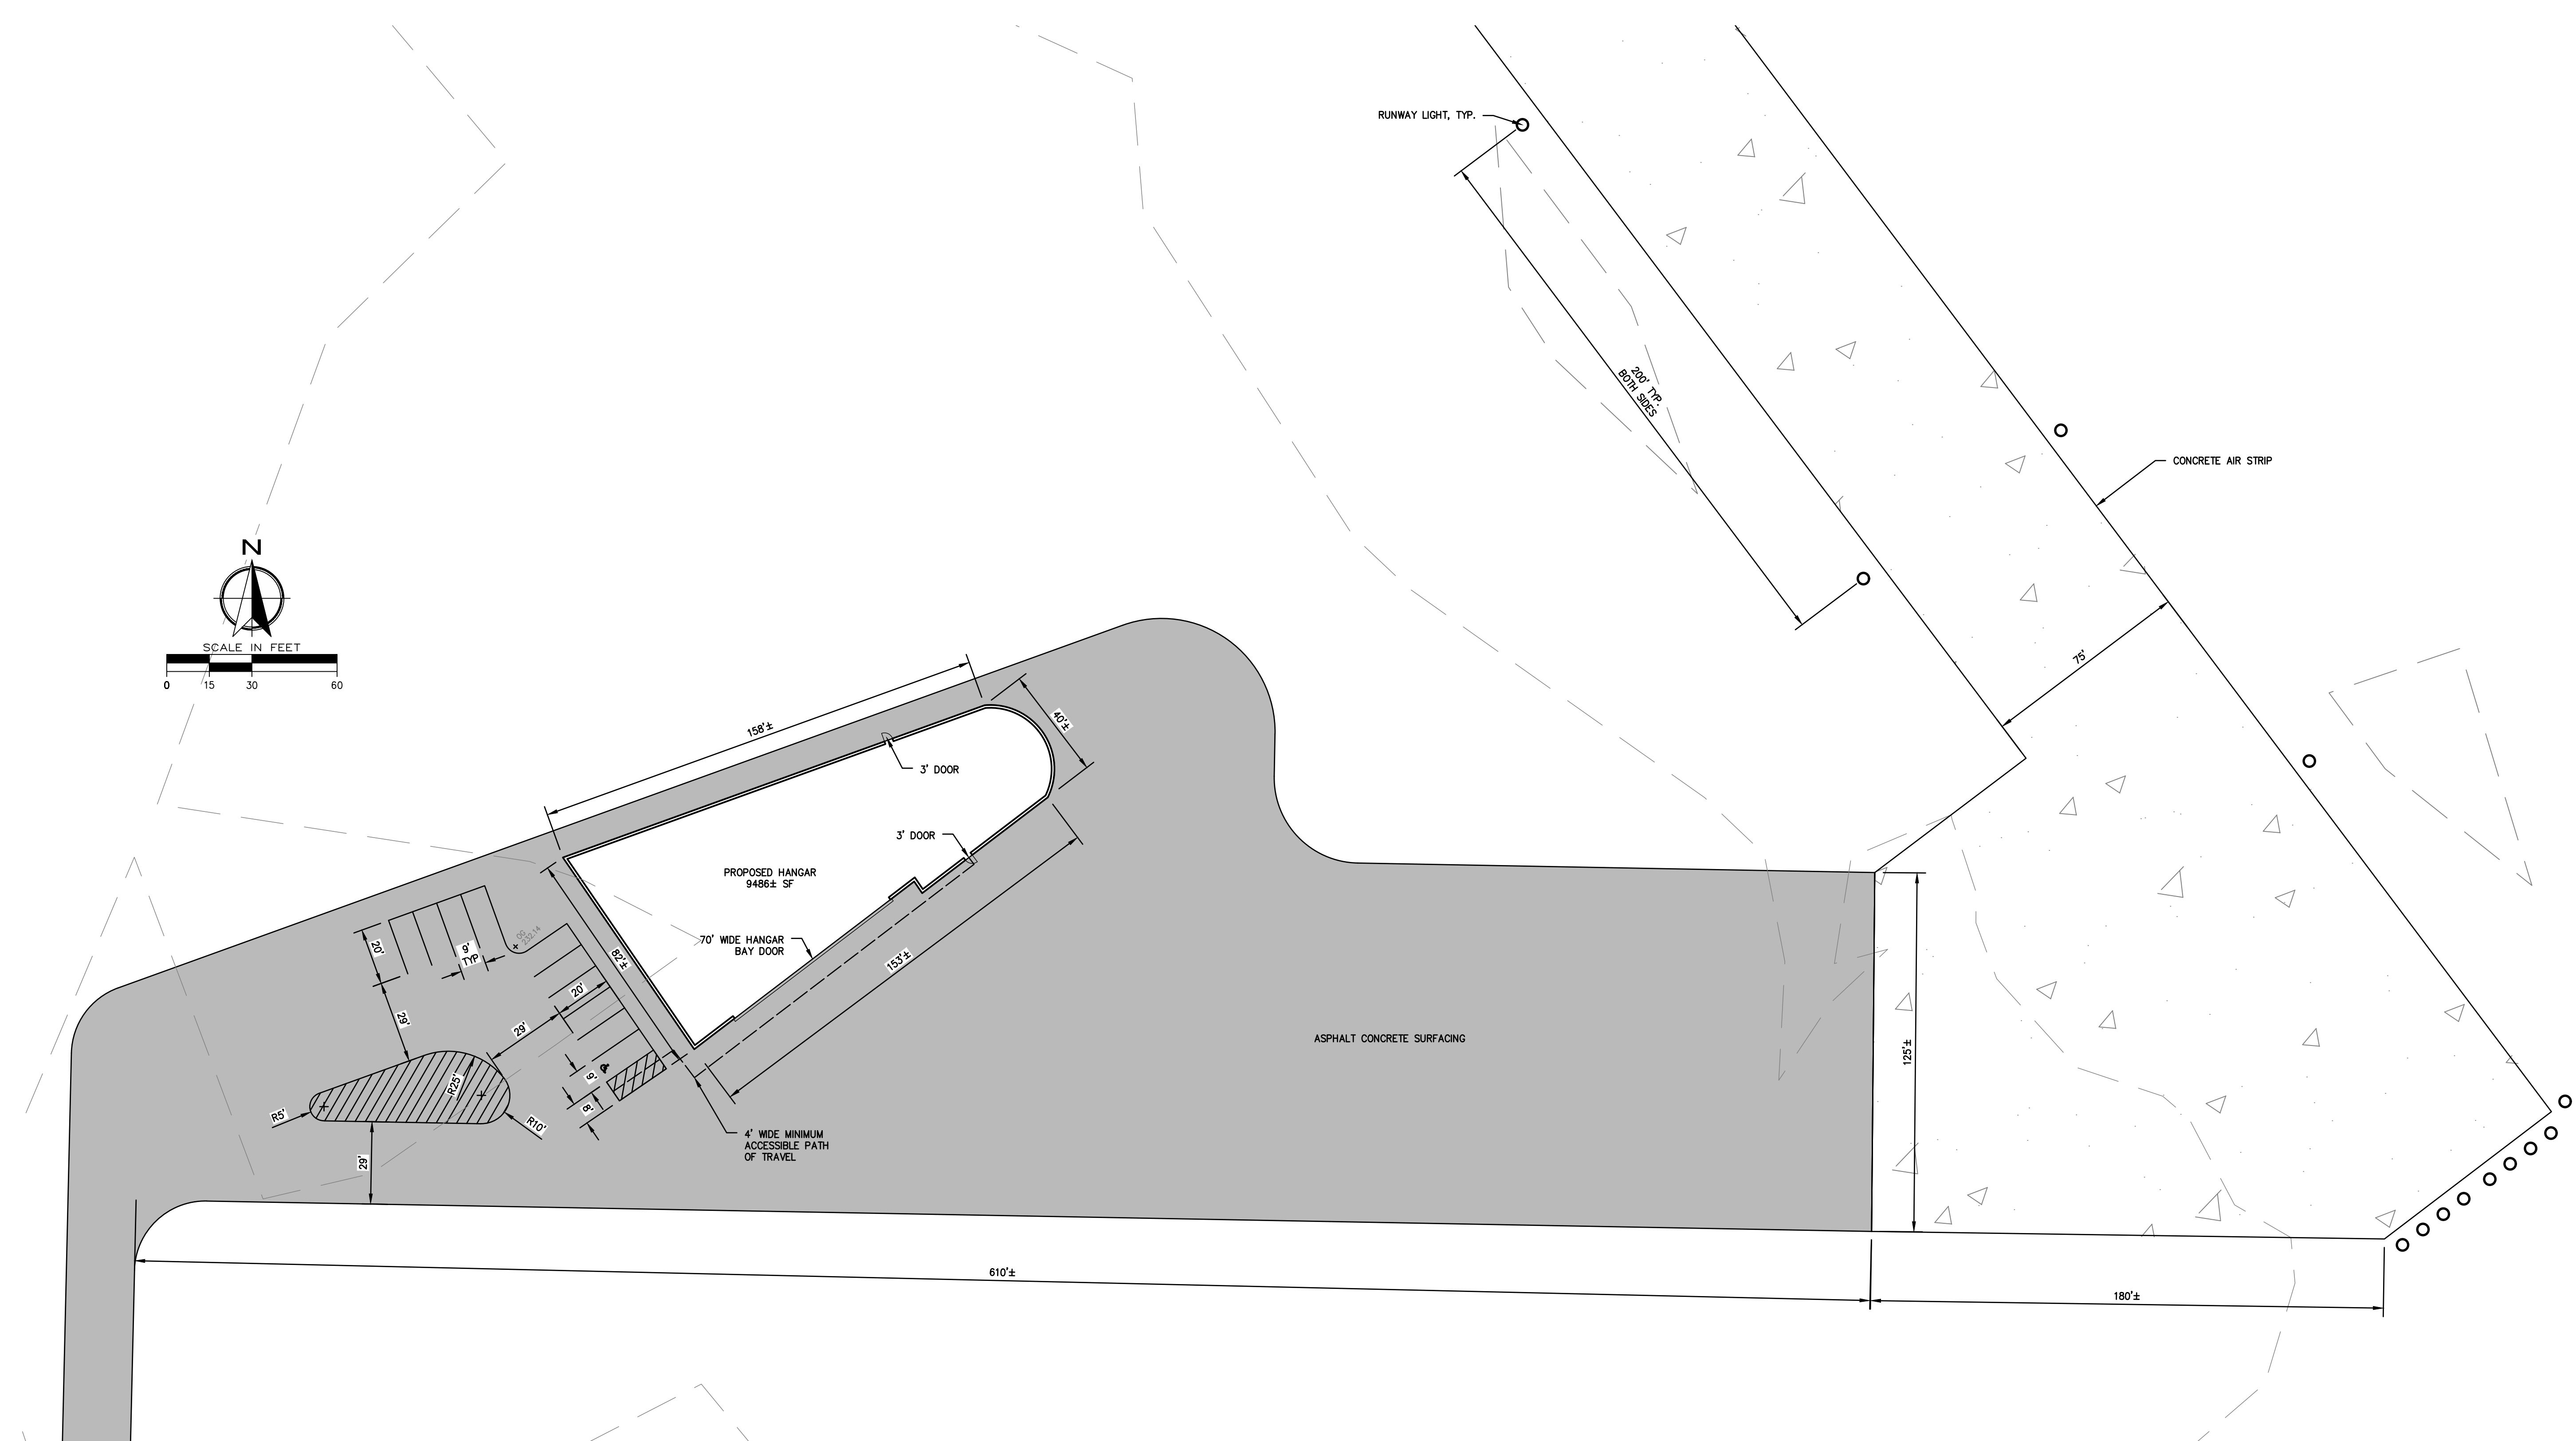 RUNWAY LIGHT, TYP.
200' TYP.
BOTH SIDES
CONCRETE AIR STRIP
N
SCALE IN FEET
0 15 30 60
75'
158'±
40'±
3' DOOR
3' DOOR
PROPOSED HANGAR
9486± SF
70' WIDE HANGAR
BAY DOOR
82'±
153'±
OG
232.14
20'
9'
TYP
29'
20'
29'
ASPHALT CONCRETE SURFACING
125'±
R25'
R5'
R10'
9'
8'
29'
4' WIDE MINIMUM
ACCESSIBLE PATH
OF TRAVEL
610'±
180'±